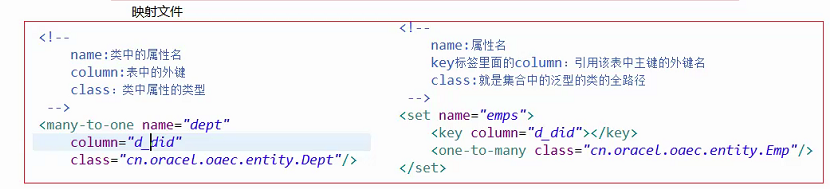 映射文件
<!--
name:类中的属性名
column:表中的外键
class：类中属性的类型
-->
<many-to-one name="dept"
column="d_did"
class="cn.oracel.oaec.entity.Dept"/>
<!--
name:属性名
key标签里面的column：引用该表中主键的外键名
class:就是集合中的泛型的类的全路径
-->
<set name="emps">
<key column="d_did"></key>
<one-to-many class="cn.oracel.oaec.entity.Emp"/>
</set>